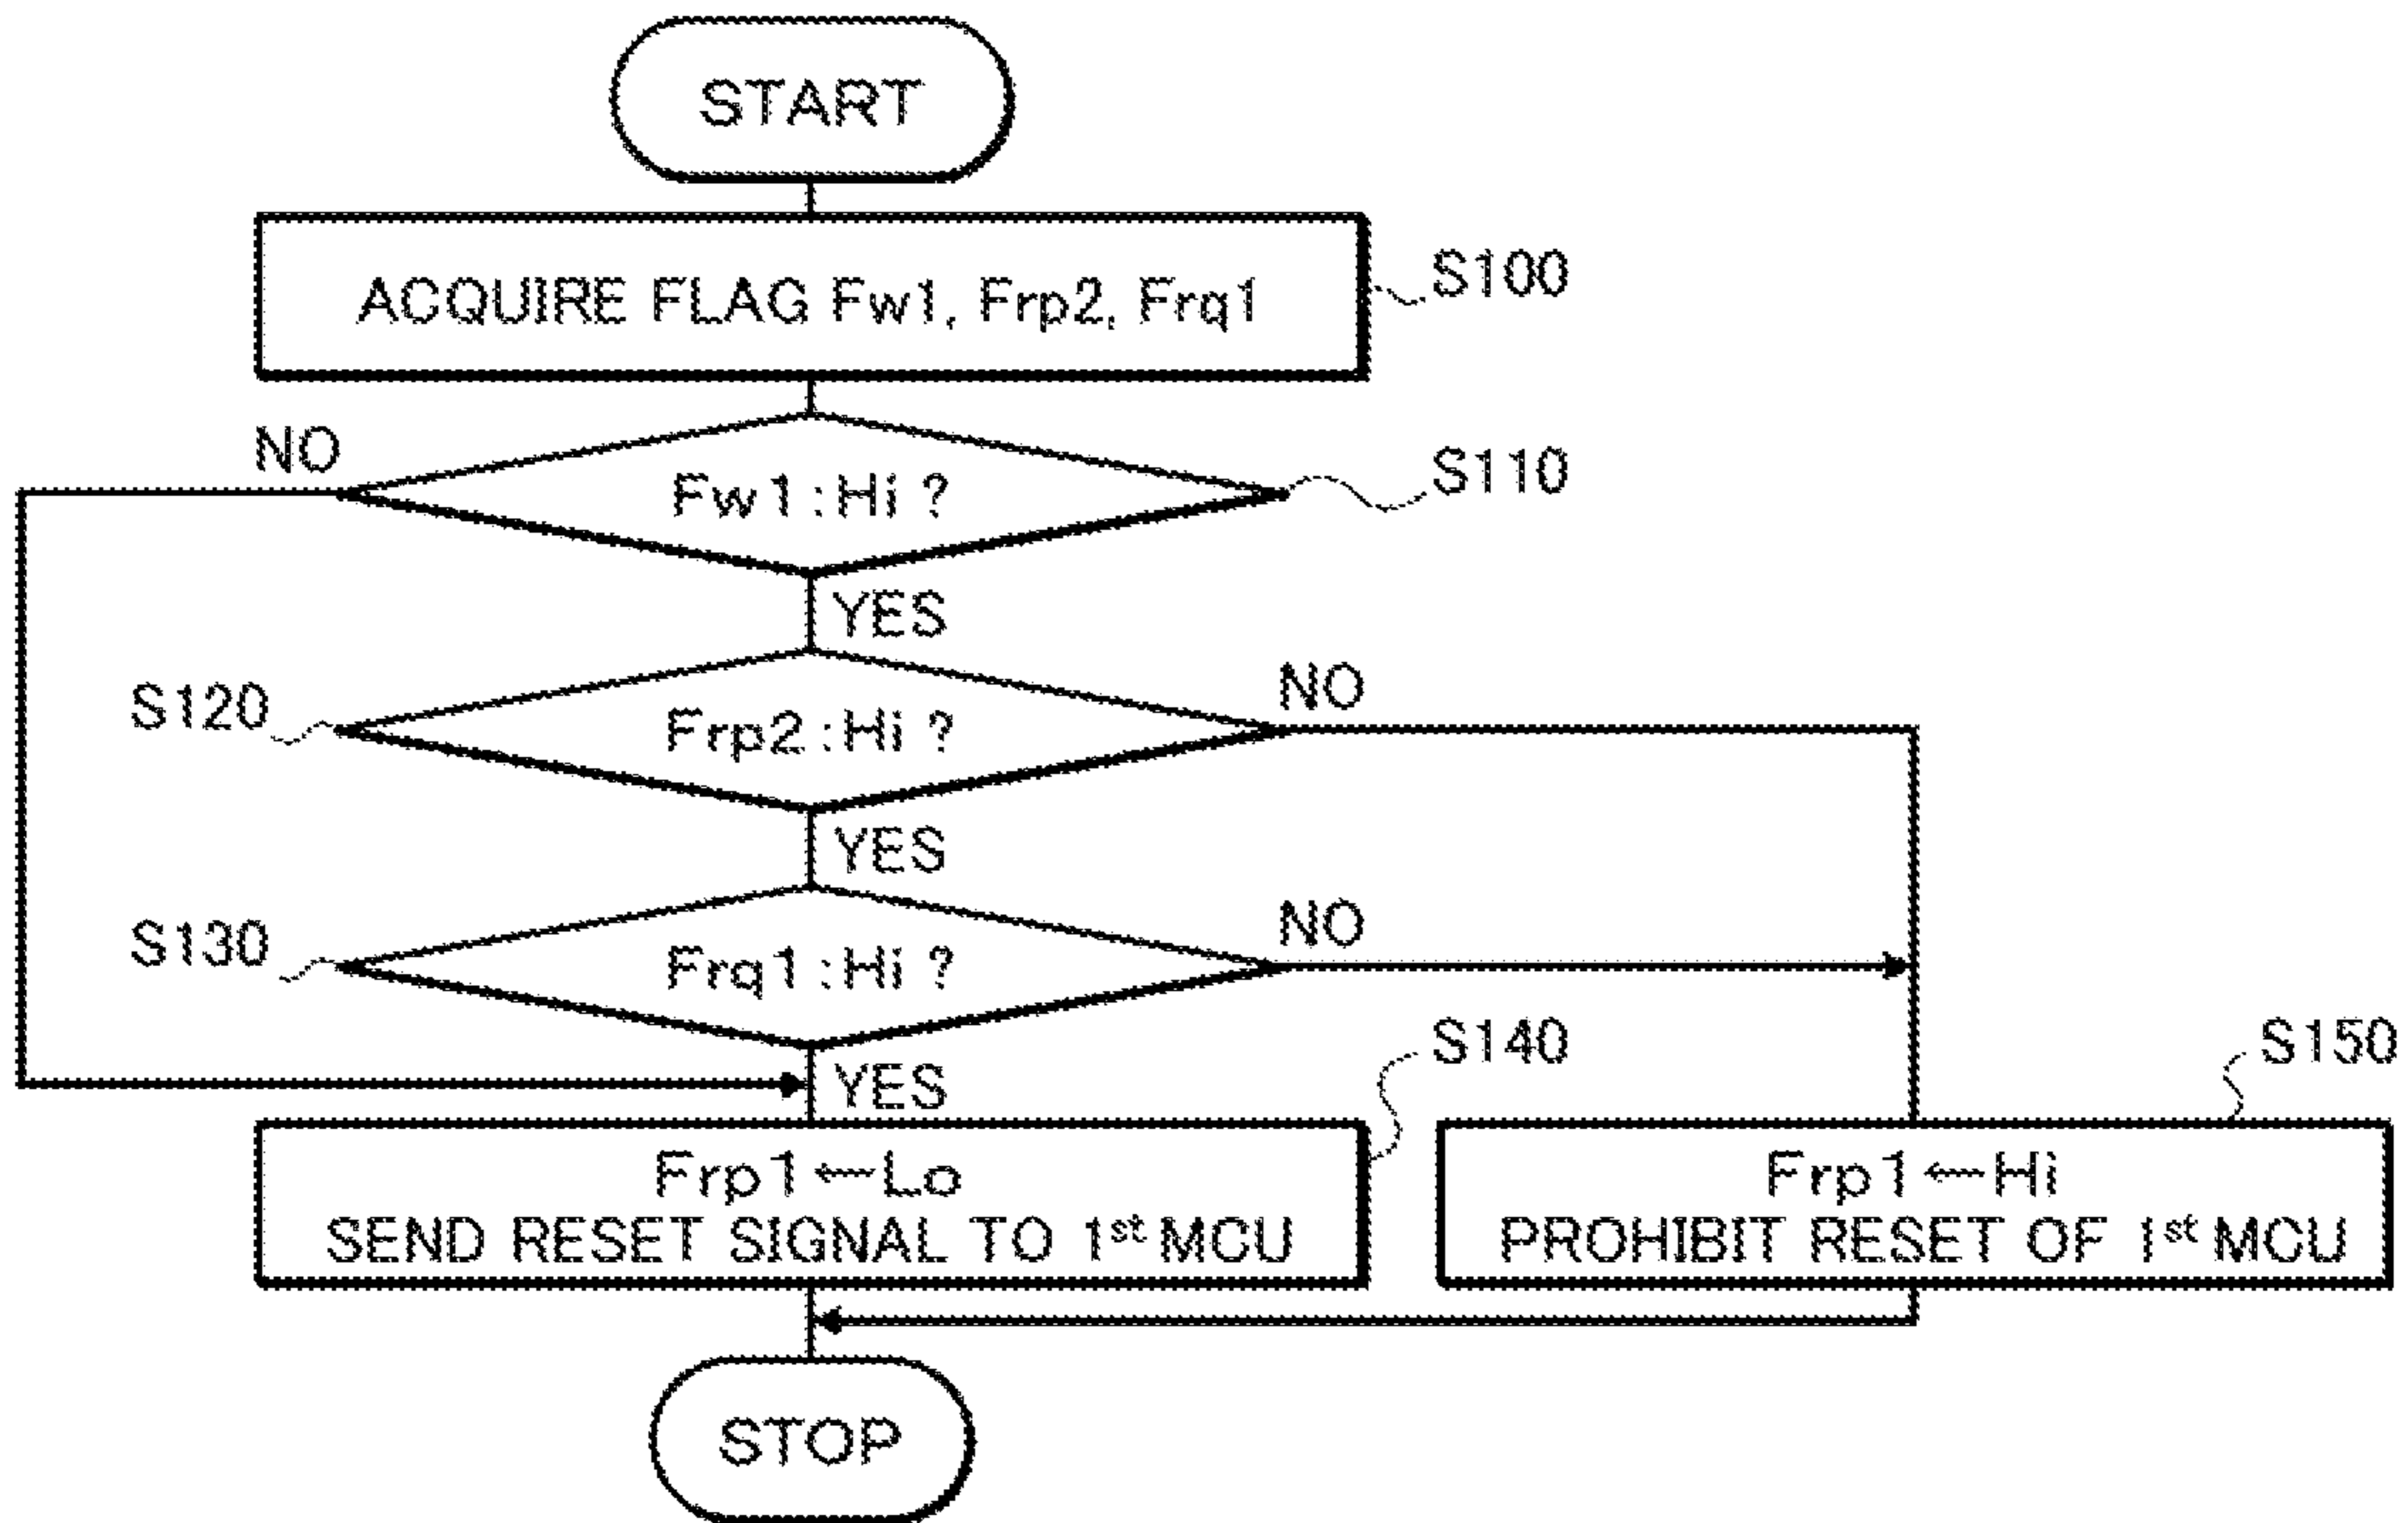 START
ACQUIRE FLAG Fw1, Frp2, Frq1
S100
NO
Fw1:Hi ?
S110
YES
S120
Frp2:Hi ?
NO
YES
S130
Frq1:Hi ?
NO
YES
S140
S150
Frp1←Lo
SEND RESET SIGNAL TO 1st MCU
Frp1←Hi
PROHIBIT RESET OF 1st MCU
STOP